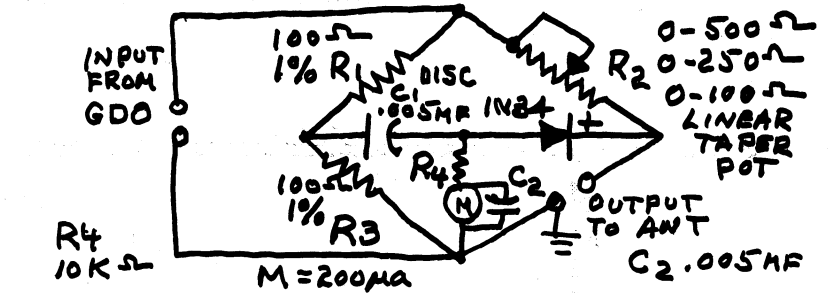 INPUT
FROM
GDO
100Ω
1% R1
DISC
C1
.005MF
1N34
+
R2
0-500Ω
0-250Ω
0-100Ω
LINEAR
TAPER
POT
R4
M
C2
100Ω
1%
R3
OUTPUT
TO ANT
R4
10KΩ
M=200μa
C2 .005MF